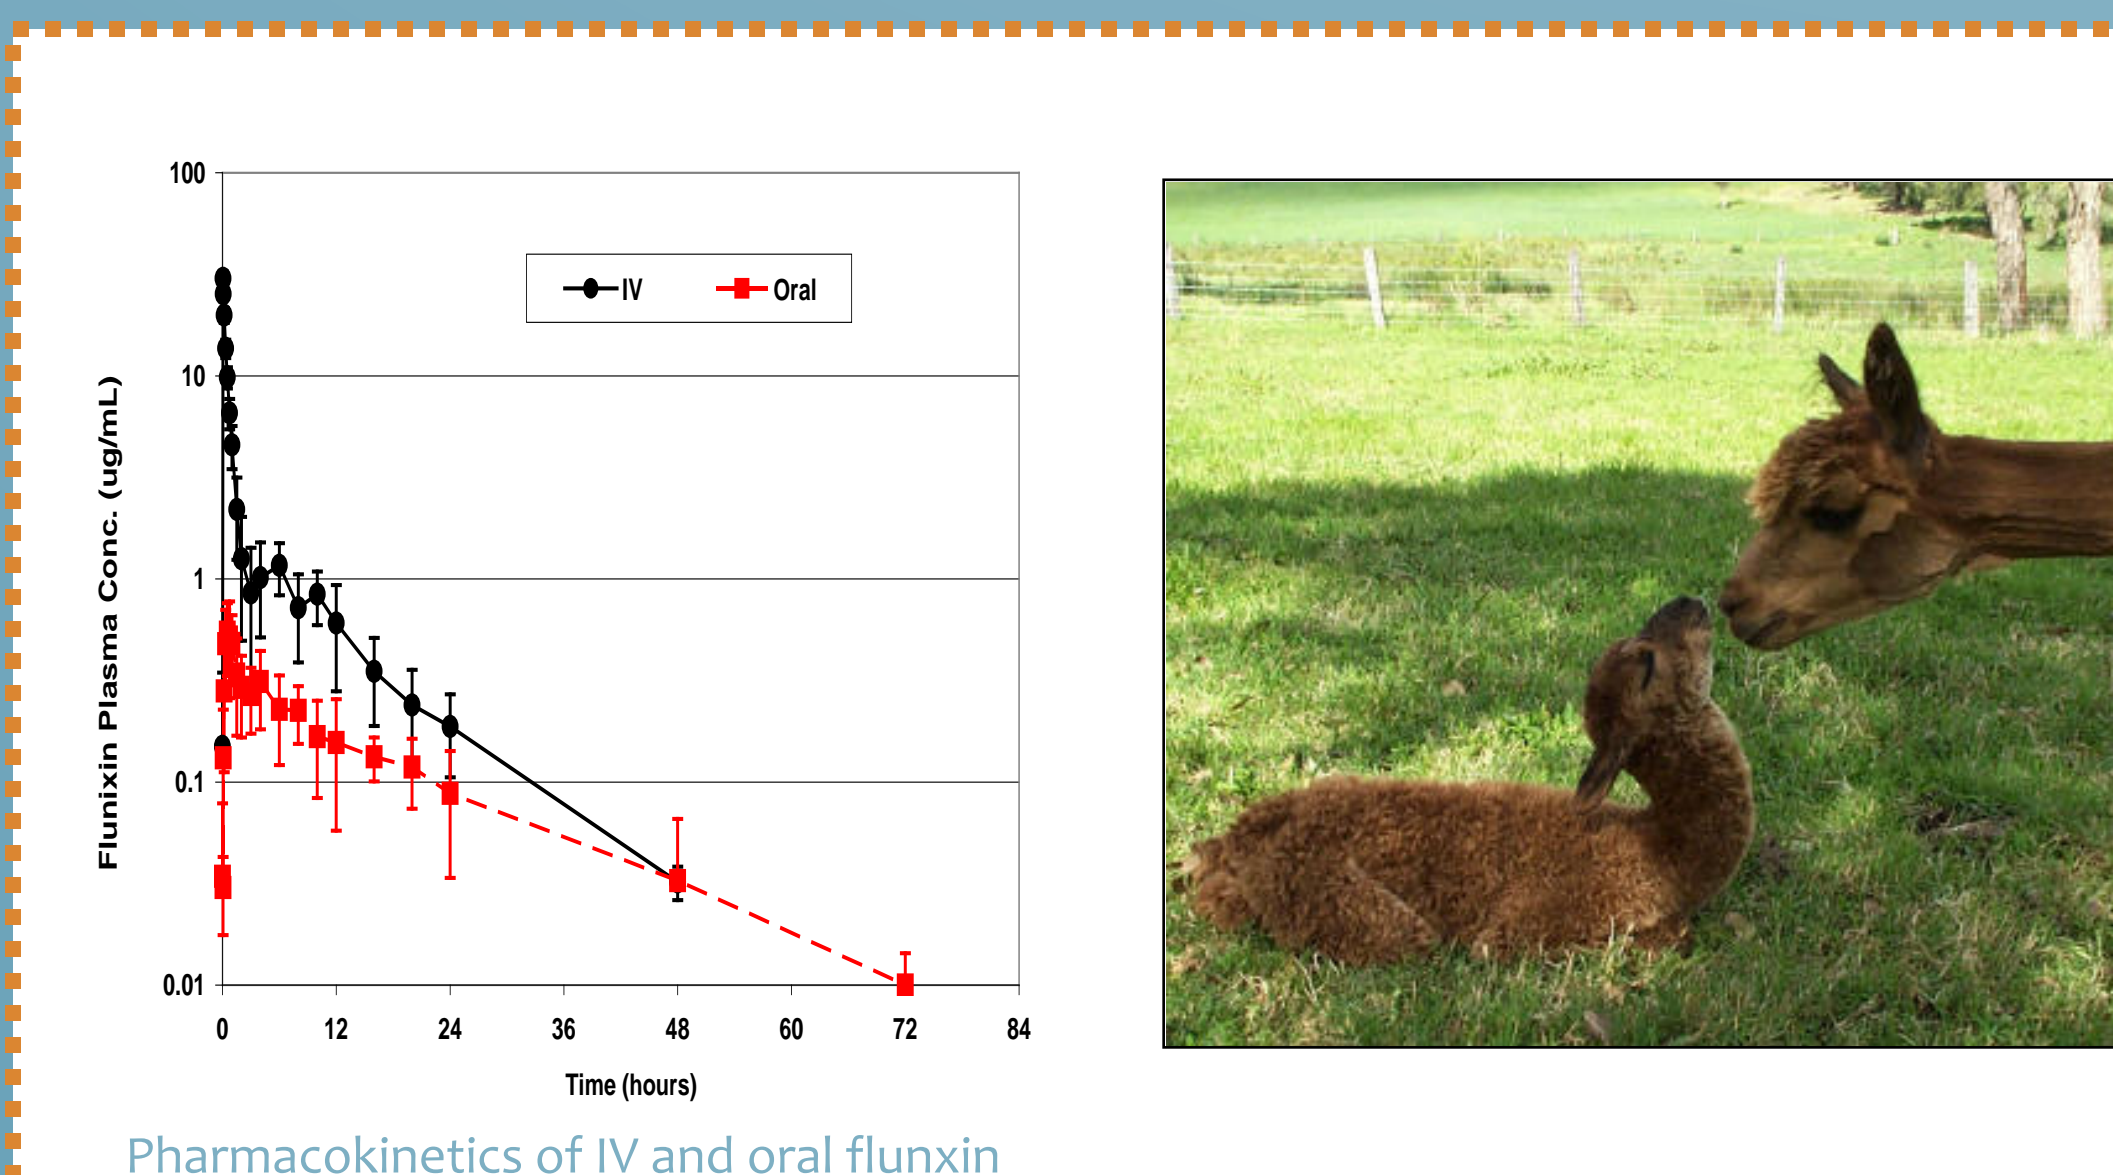 100
10
1
0.1
0.01
Flunixin Plasma Conc. (ug/mL)
IV
Oral
0 12 24 36 48 60 72 84
Time (hours)
Pharmacokinetics of IV and oral flunxin